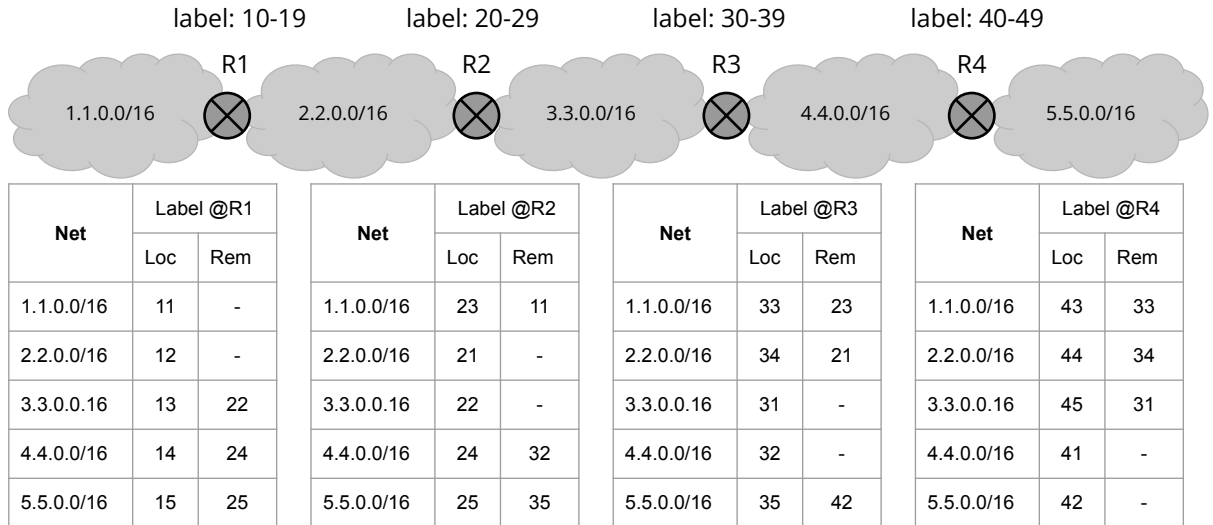 label: 10-19 label: 20-29 label: 30-39 label: 40-49
R1 R2 R3 R4
1.1.0.0/16 2.2.0.0/16 3.3.0.0/16 4.4.0.0/16 5.5.0.0/16
Net Label @R1 Net Label @R2 Net Label @R3 Net Label @R4
Loc Rem Loc Rem Loc Rem Loc Rem
1.1.0.0/16 11 - 1.1.0.0/16 23 11 1.1.0.0/16 33 23 1.1.0.0/16 43 33
2.2.0.0/16 12 - 2.2.0.0/16 21 - 2.2.0.0/16 34 21 2.2.0.0/16 44 34
3.3.0.0.16 13 22 3.3.0.0.16 22 - 3.3.0.0.16 31 - 3.3.0.0.16 45 31
4.4.0.0/16 14 24 4.4.0.0/16 24 32 4.4.0.0/16 32 - 4.4.0.0/16 41 -
5.5.0.0/16 15 25 5.5.0.0/16 25 35 5.5.0.0/16 35 42 5.5.0.0/16 42 -